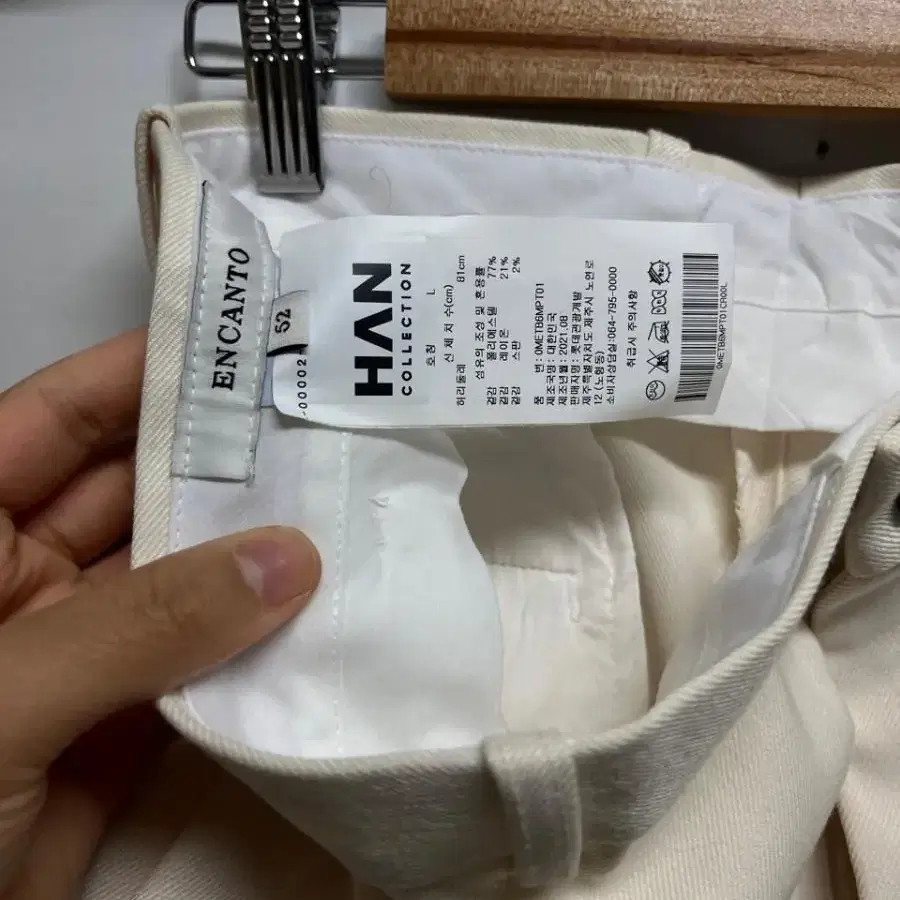 ENCANTO
52
-000002
HAN
COLLECTION
호칭 L
신체치수(cm)
허리둘레 81cm
섬유의 조성 및 혼용률
겉감 폴리에스텔 77%
겉감 레이온 21%
겉감 스판 2%
품 번: 0METB6MPT01
제조국명: 대한민국
제조년월: 2021.08
판매자명: 롯데관광개발
제주특별자치도 제주시 노연로
12 (노형동)
소비자상담실:064-795-0000
취급시 주의사항
0METB6MPT01CR00L